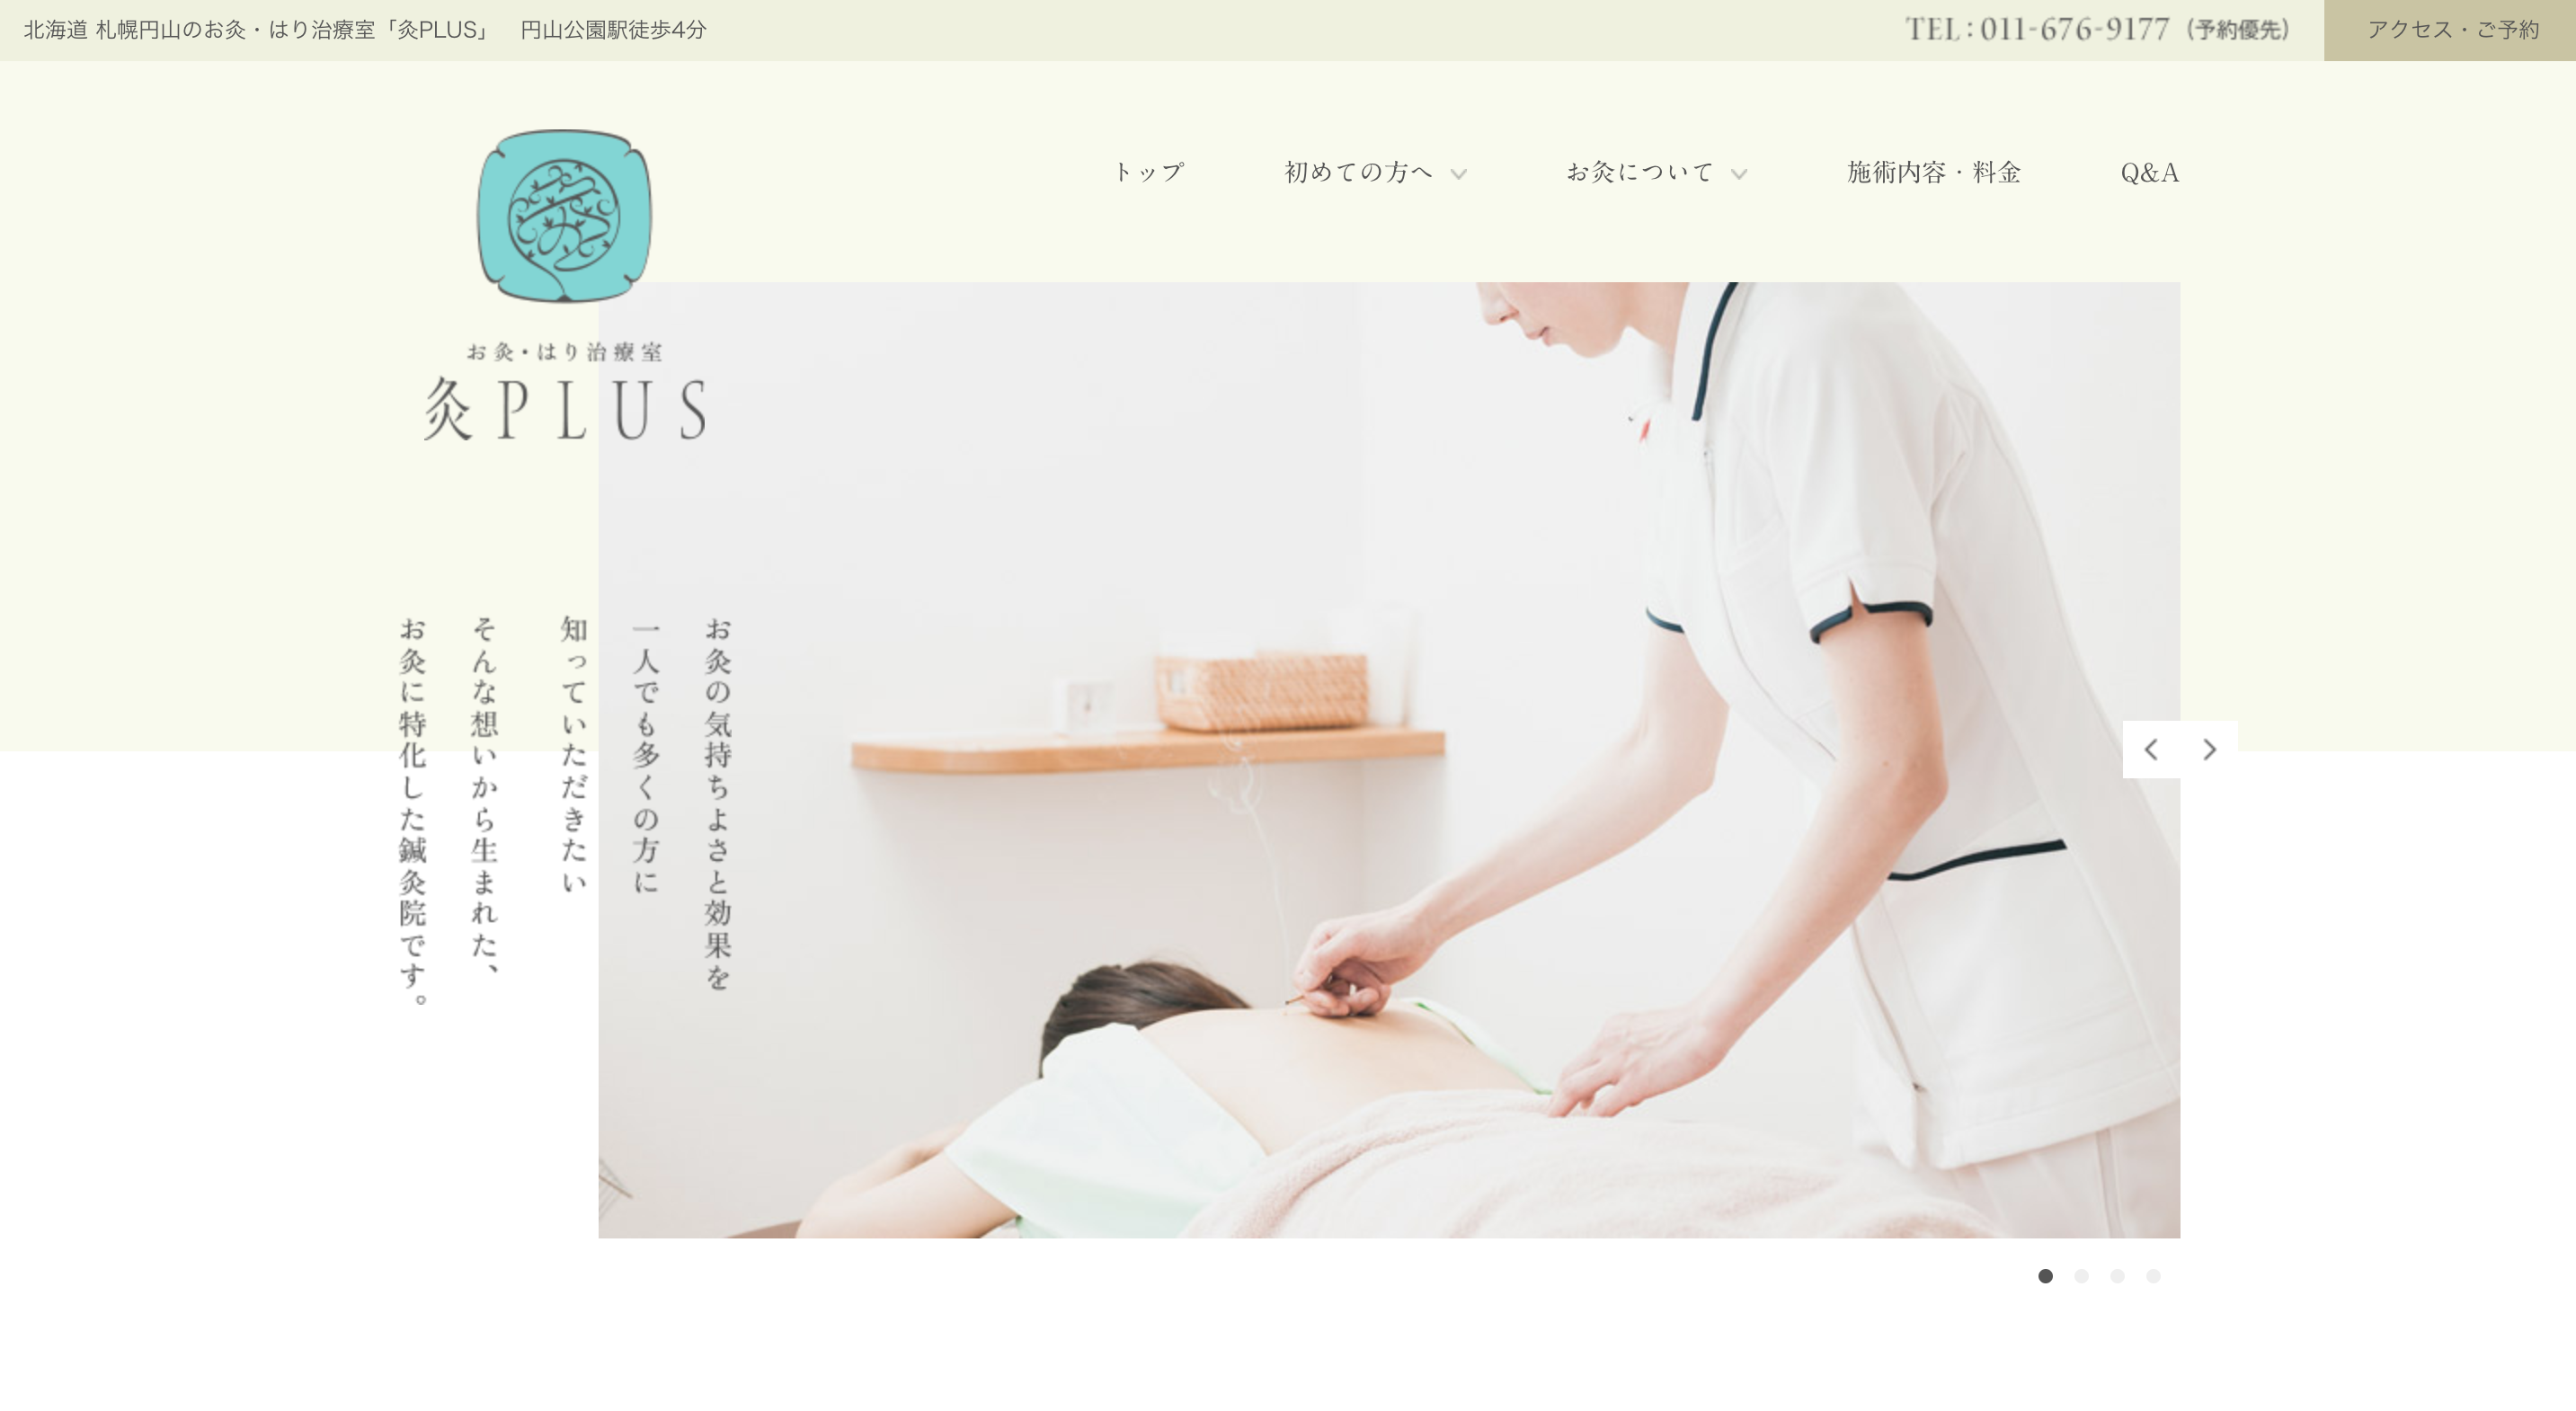 北海道 札幌円山のお灸・はり治療室「灸PLUS」　円山公園駅徒歩4分
TEL:011-676-9177（予約優先）
アクセス・ご予約
トップ
初めての方へ
お灸について
施術内容・料金
Q&A
お灸・はり治療室
灸PLUS
お灸の気持ちよさと効果を
一人でも多くの方に
知っていただきたい
そんな想いから生まれた、
お灸に特化した鍼灸院です。